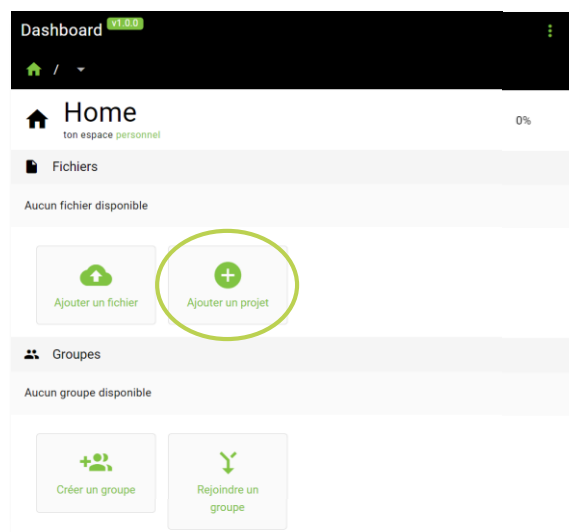 Dashboard v1.0.0
/
Home
ton espace personnel
0%
Fichiers
Aucun fichier disponible
Ajouter un fichier
Ajouter un projet
Groupes
Aucun groupe disponible
Créer un groupe
Rejoindre un
groupe